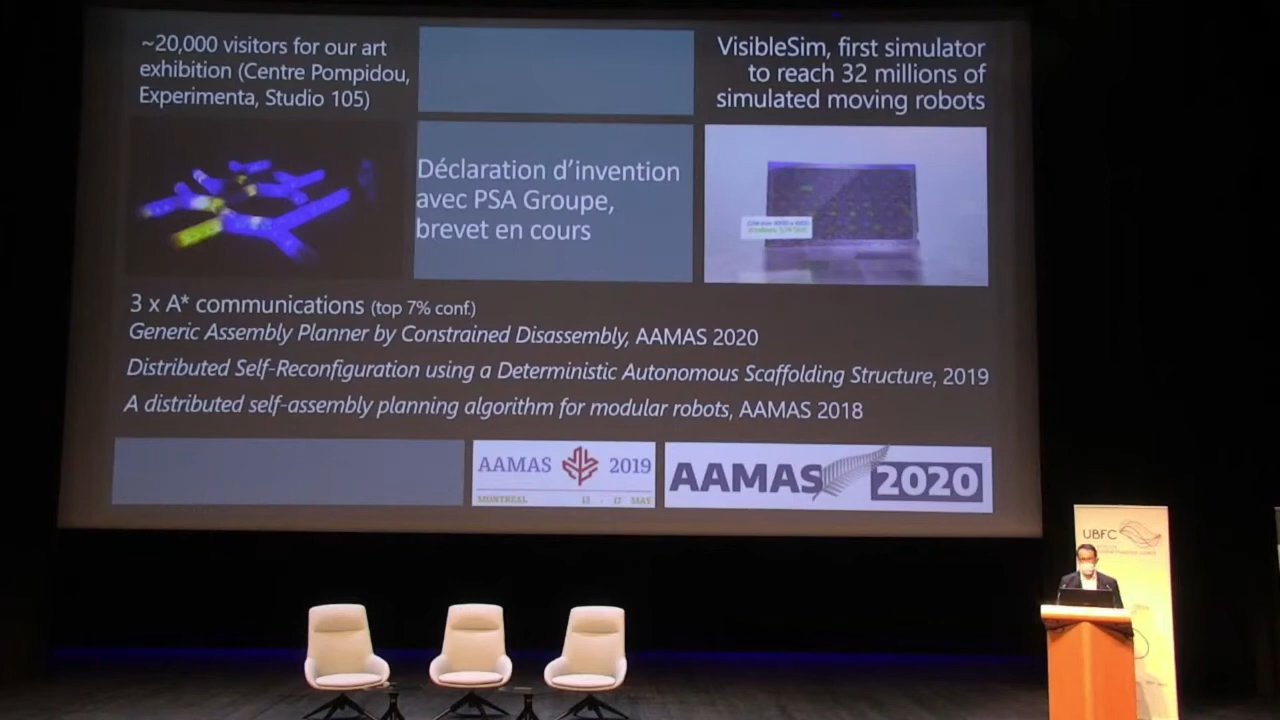 ~20,000 visitors for our art
exhibition (Centre Pompidou,
Experimenta, Studio 105)
VisibleSim, first simulator
to reach 32 millions of
simulated moving robots
Déclaration d'invention
avec PSA Groupe,
brevet en cours
3 x A* communications (top 7% conf.)
Generic Assembly Planner by Constrained Disassembly, AAMAS 2020
Distributed Self-Reconfiguration using a Deterministic Autonomous Scaffolding Structure, 2019
A distributed self-assembly planning algorithm for modular robots, AAMAS 2018
AAMAS 2019
MONTREAL 13 - 17 MAY
AAMAS 2020
UBFC